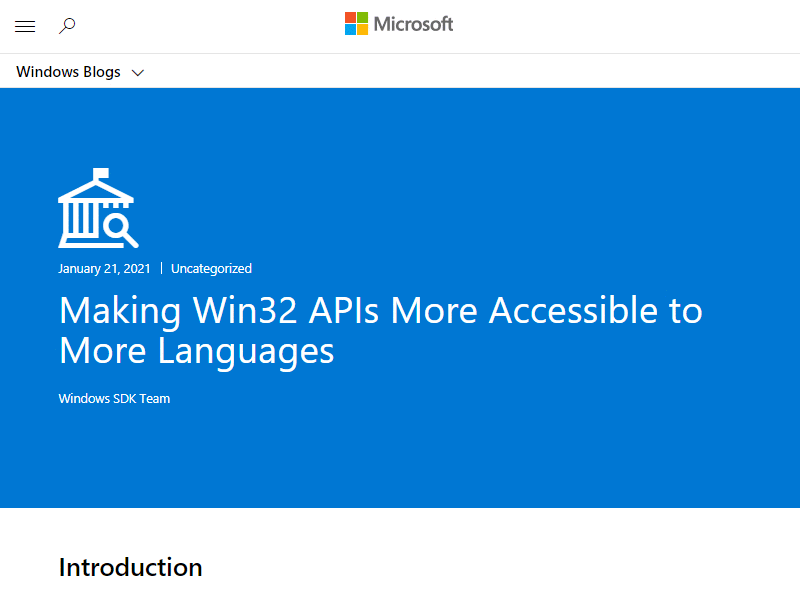 Microsoft
Windows Blogs
January 21, 2021 | Uncategorized
Making Win32 APIs More Accessible to
More Languages
Windows SDK Team
Introduction